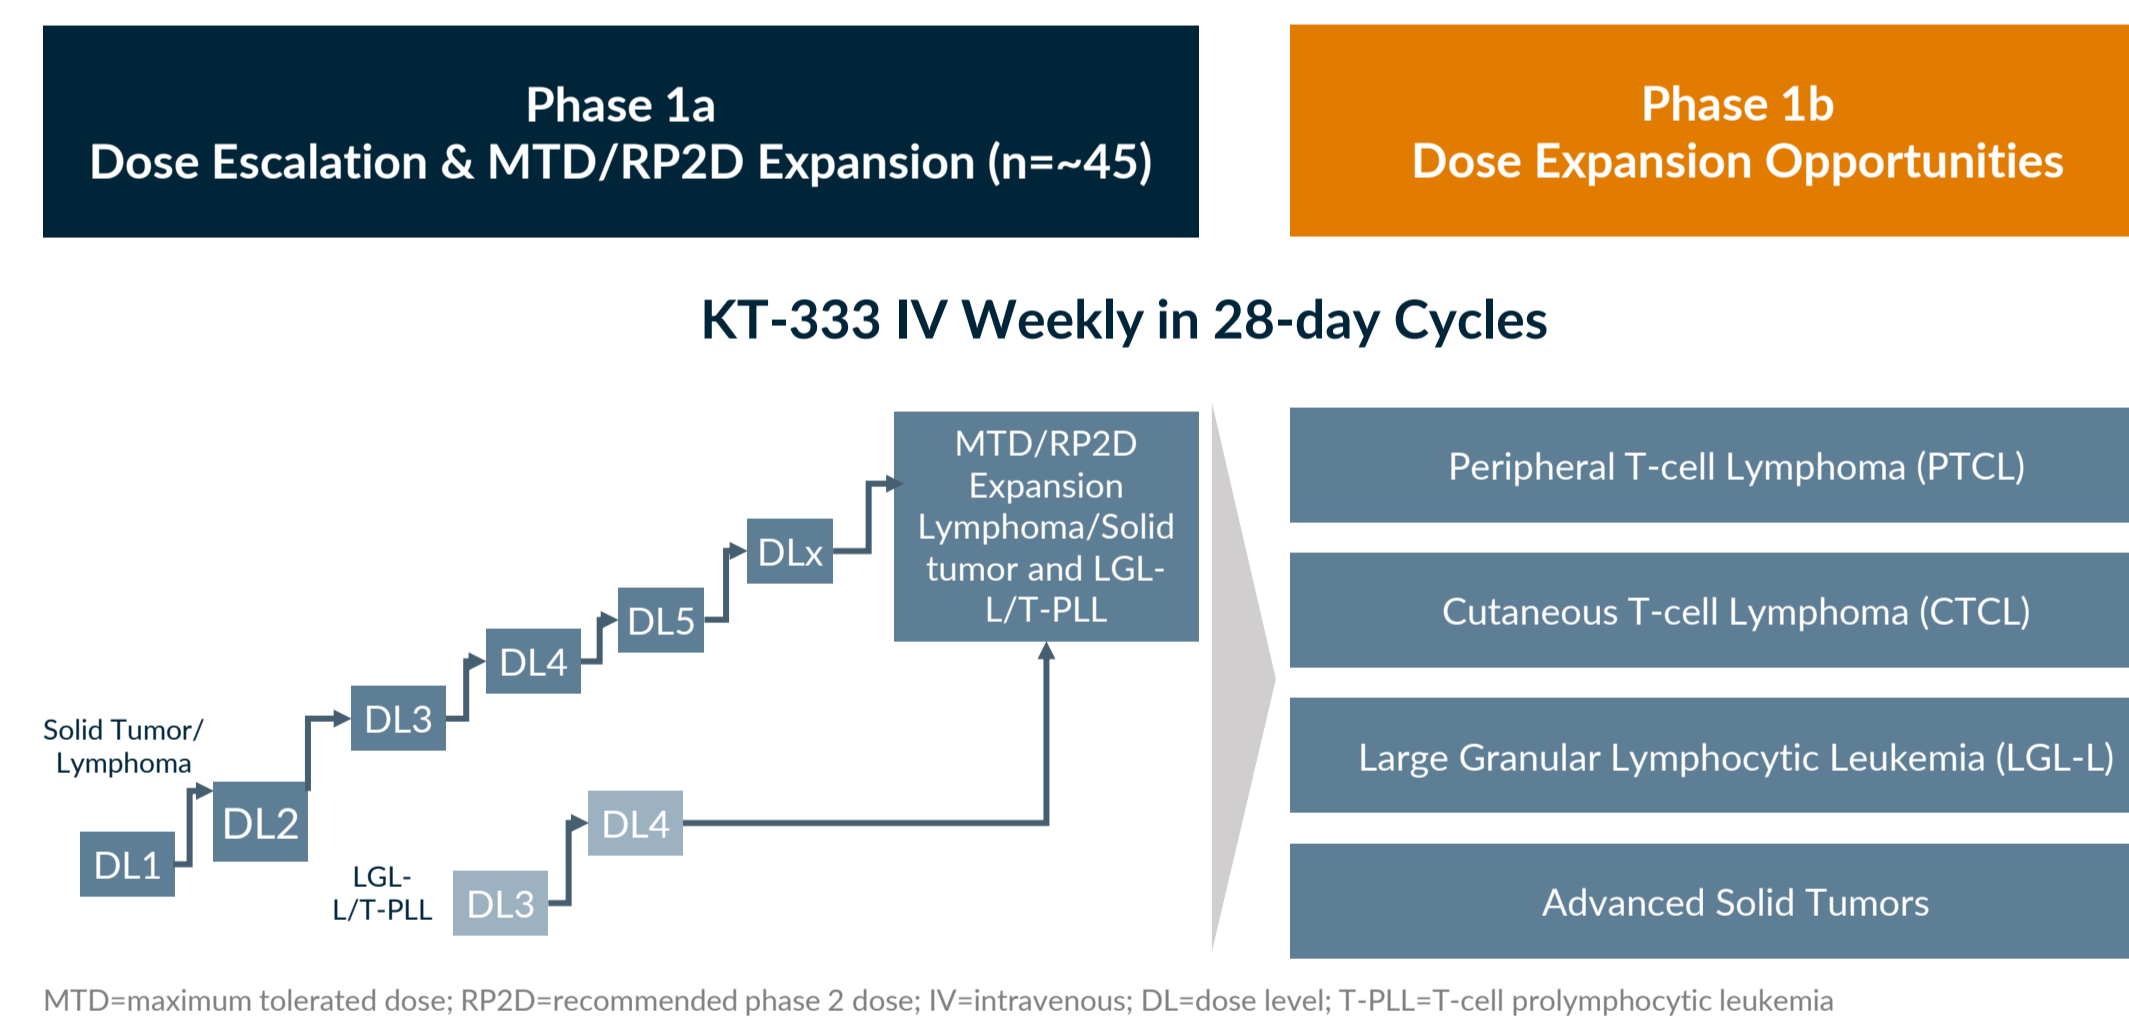 Phase 1a
Dose Escalation & MTD/RP2D Expansion (n=~45)
Phase 1b
Dose Expansion Opportunities
KT-333 IV Weekly in 28-day Cycles
Solid Tumor/
Lymphoma
DL1
DL2
DL3
DL4
DL5
DLx
MTD/RP2D
Expansion
Lymphoma/Solid
tumor and LGL-
L/T-PLL
LGL-
L/T-PLL
DL3
DL4
Peripheral T-cell Lymphoma (PTCL)
Cutaneous T-cell Lymphoma (CTCL)
Large Granular Lymphocytic Leukemia (LGL-L)
Advanced Solid Tumors
MTD=maximum tolerated dose; RP2D=recommended phase 2 dose; IV=intravenous; DL=dose level; T-PLL=T-cell prolymphocytic leukemia